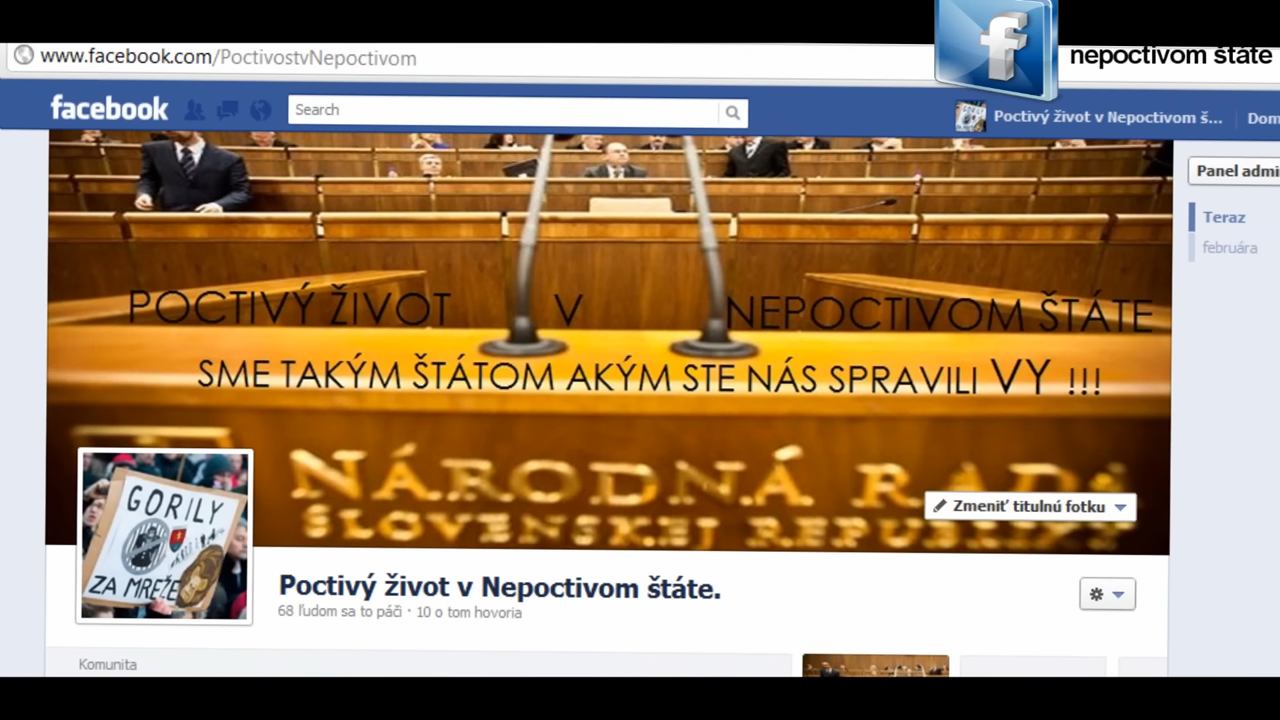 nepoctivom štáte
www.facebook.com/PoctivostvNepoctivom
facebook
Search
Poctivý život v Nepoctivom š...
Dom
Panel admi
Teraz
februára
POCTIVÝ ŽIVOT V NEPOCTIVOM ŠTÁTE
SME TAKÝM ŠTÁTOM AKÝM STE NÁS SPRAVILI VY !!!
NÁRODNÁ RADA
SLOVENSKEJ REPUBLIKY
Zmeniť titulnú fotku
GORILY
ZA MREŽE
Poctivý život v Nepoctivom štáte.
68 ľudom sa to páči · 10 o tom hovoria
Komunita